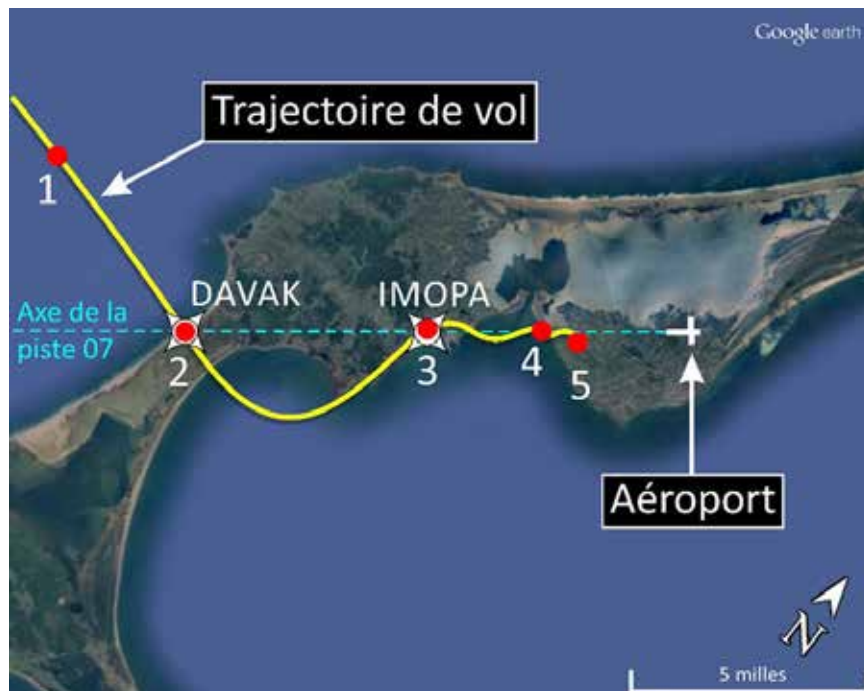 Google earth
Trajectoire de vol
1
DAVAK
IMOPA
Axe de la
piste 07
2
3
4
5
Aéroport
N
5 milles